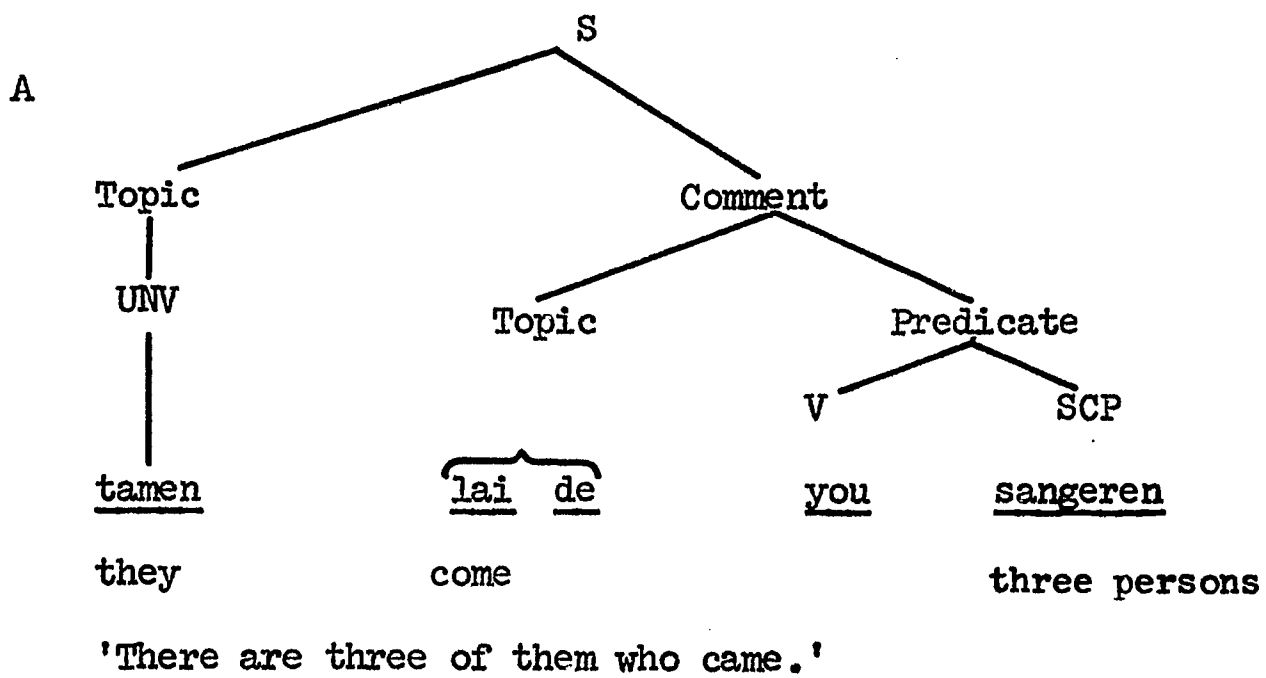 S
A
Topic Comment
UNV
Topic Predicate
V SCP
tamen lai de you sangeren
they come three persons
'There are three of them who came.'